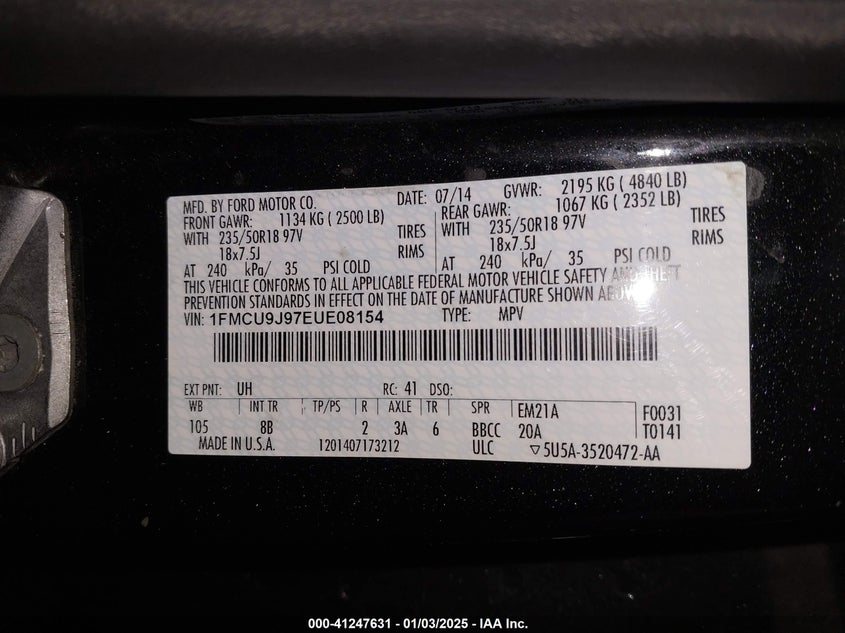 MFD. BY FORD MOTOR CO. DATE: 07/14 GVWR: 2195 KG ( 4840 LB)
FRONT GAWR: 1134 KG ( 2500 LB) REAR GAWR: 1067 KG ( 2352 LB)
WITH 235/50R18 97V TIRES WITH 235/50R18 97V TIRES
18x7.5J RIMS 18x7.5J RIMS
AT 240 kPa/ 35 PSI COLD AT 240 kPa/ 35 PSI COLD
THIS VEHICLE CONFORMS TO ALL APPLICABLE FEDERAL MOTOR VEHICLE SAFETY AND THEFT
PREVENTION STANDARDS IN EFFECT ON THE DATE OF MANUFACTURE SHOWN ABOVE.
VIN: 1FMCU9J97EUE08154 TYPE: MPV
EXT PNT: UH RC: 41 DSO:
WB INT TR TP/PS R AXLE TR SPR EM21A F0031
105 8B 2 3A 6 BBCC 20A T0141
MADE IN U.S.A. 1201407173212 ULC ▽5U5A-3520472-AA
000-41247631 - 01/03/2025 - IAA Inc.